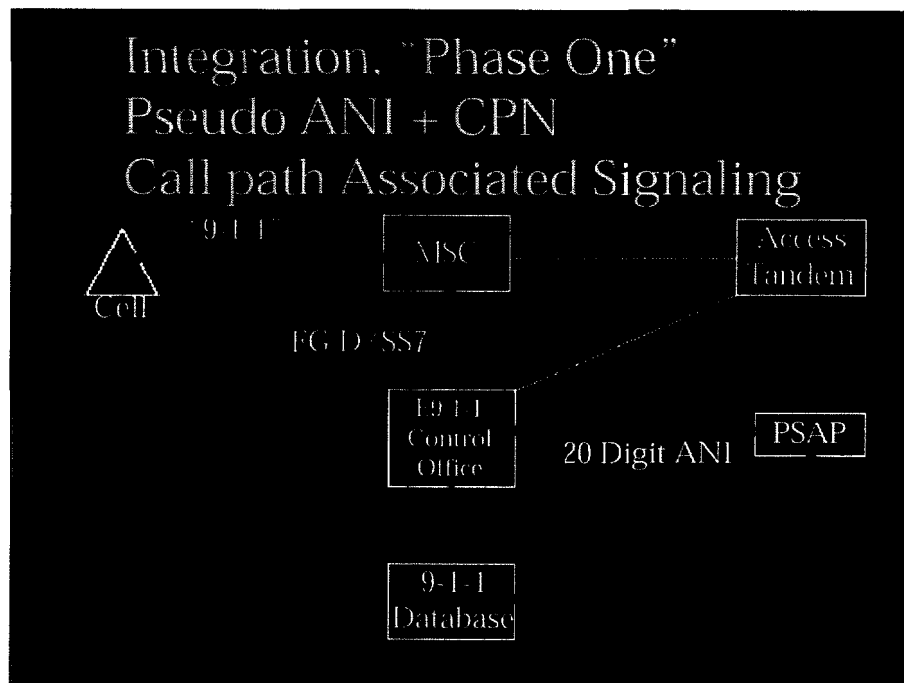 Integration, "Phase One"
Pseudo ANI + CPN
Call path Associated Signaling
"9-1-1"
MSC
Access
Tandem
Cell
FG D/SS7
E9-1-1
Control
Office
20 Digit ANI
PSAP
9-1-1
Database